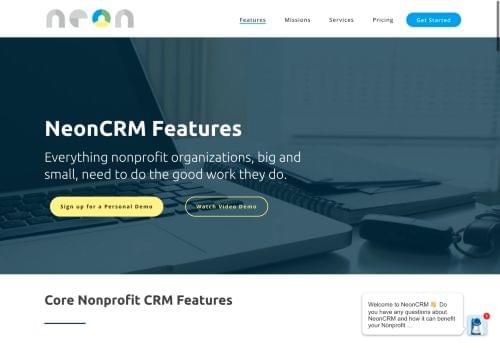 neon
Features Missions Services Pricing Get Started
NeonCRM Features
Everything nonprofit organizations, big and
small, need to do the good work they do.
Sign up for a Personal Demo Watch Video Demo
Core Nonprofit CRM Features
Welcome to NeonCRM 👋 Do
you have any questions about
NeonCRM and how it can benefit
your Nonprofit ...
1